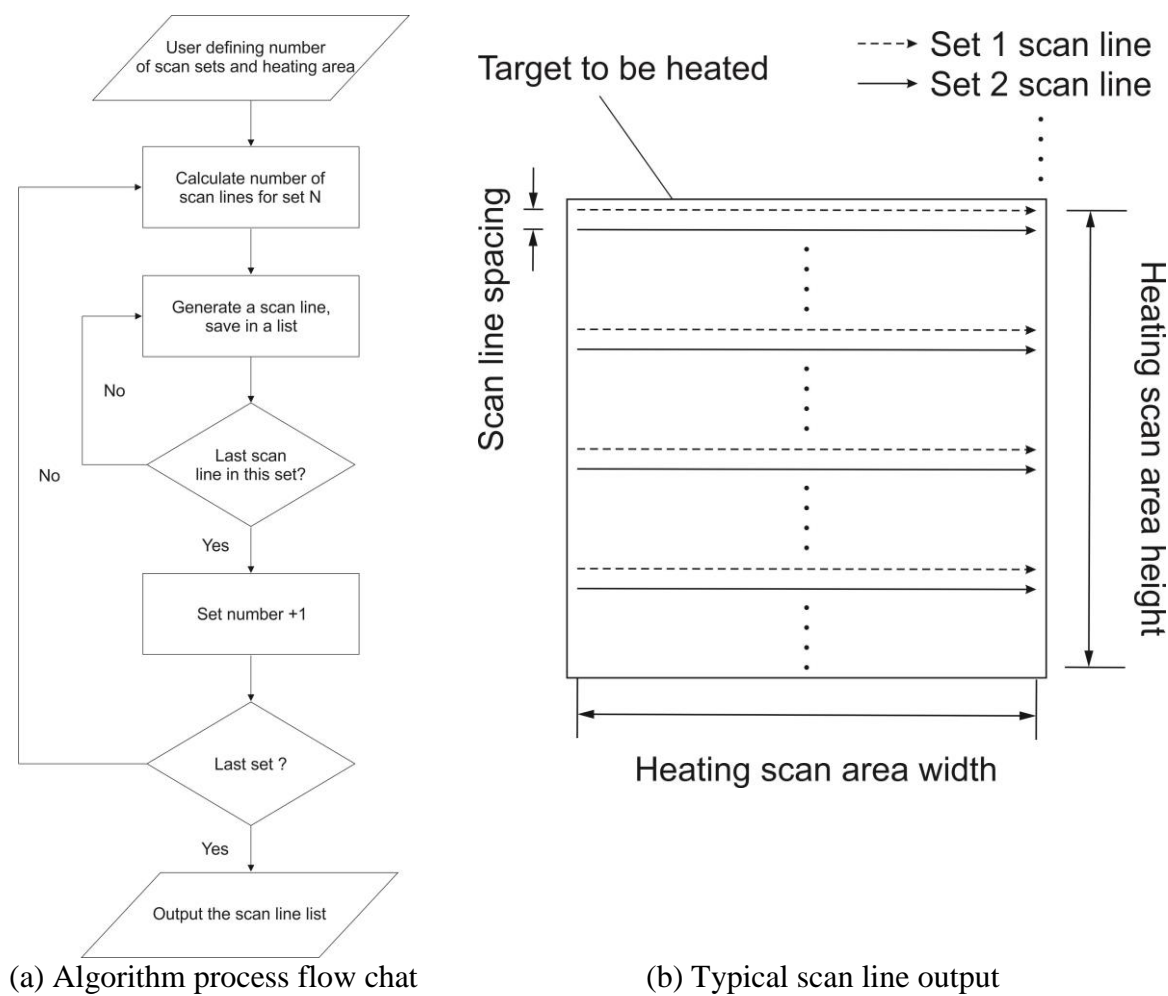 User defining number
of scan sets and heating area
Calculate number of
scan lines for set N
Generate a scan line,
save in a list
No
Last scan
line in this set?
No
Yes
Set number +1
Last set ?
Yes
Output the scan line list
(a) Algorithm process flow chat
Set 1 scan line
Set 2 scan line
Target to be heated
Scan line spacing
Heating scan area height
Heating scan area width
(b) Typical scan line output